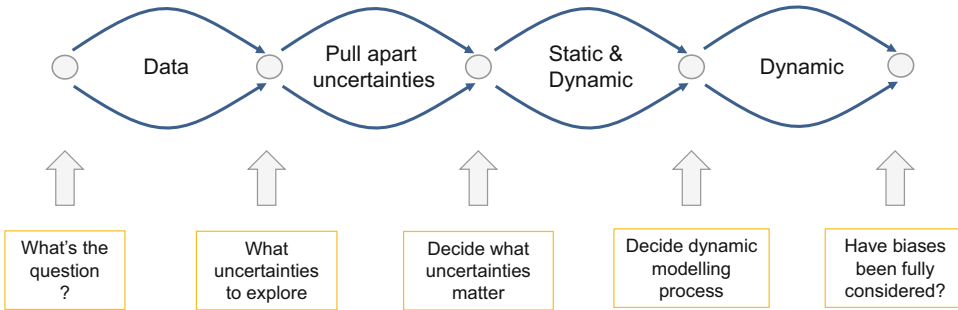 Data
Pull apart
uncertainties
Static &
Dynamic
Dynamic
What's the
question
?
What
uncertainties
to explore
Decide what
uncertainties
matter
Decide dynamic
modelling
process
Have biases
been fully
considered?